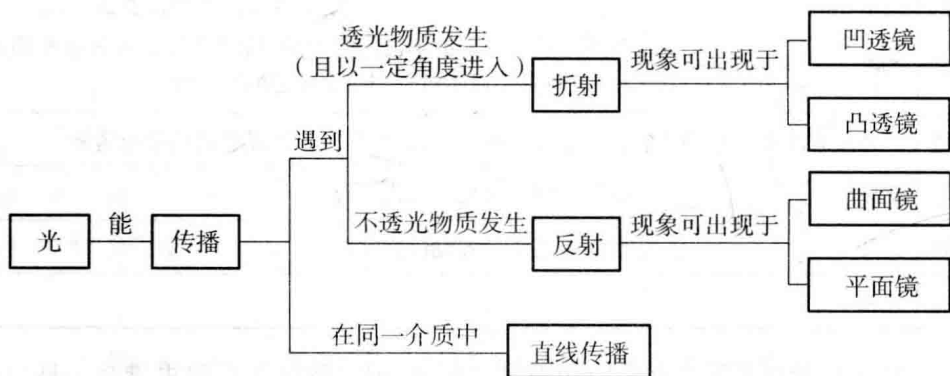 透光物质发生
（且以一定角度进入）
折射
现象可出现于
凹透镜
凸透镜
遇到
光
能
传播
不透光物质发生
反射
现象可出现于
曲面镜
平面镜
在同一介质中
直线传播